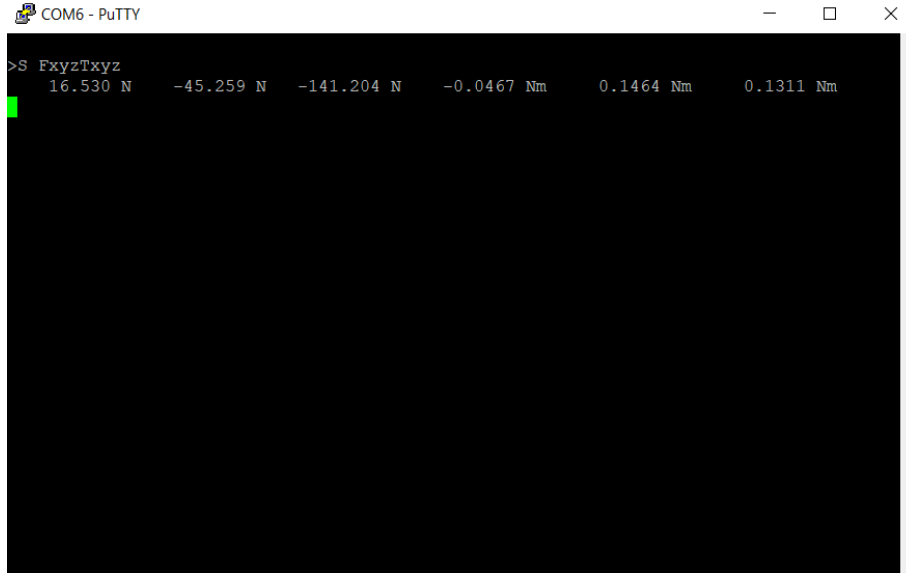 COM6 - PuTTY
>S FxyzTxyz
16.530 N -45.259 N -141.204 N -0.0467 Nm 0.1464 Nm 0.1311 Nm